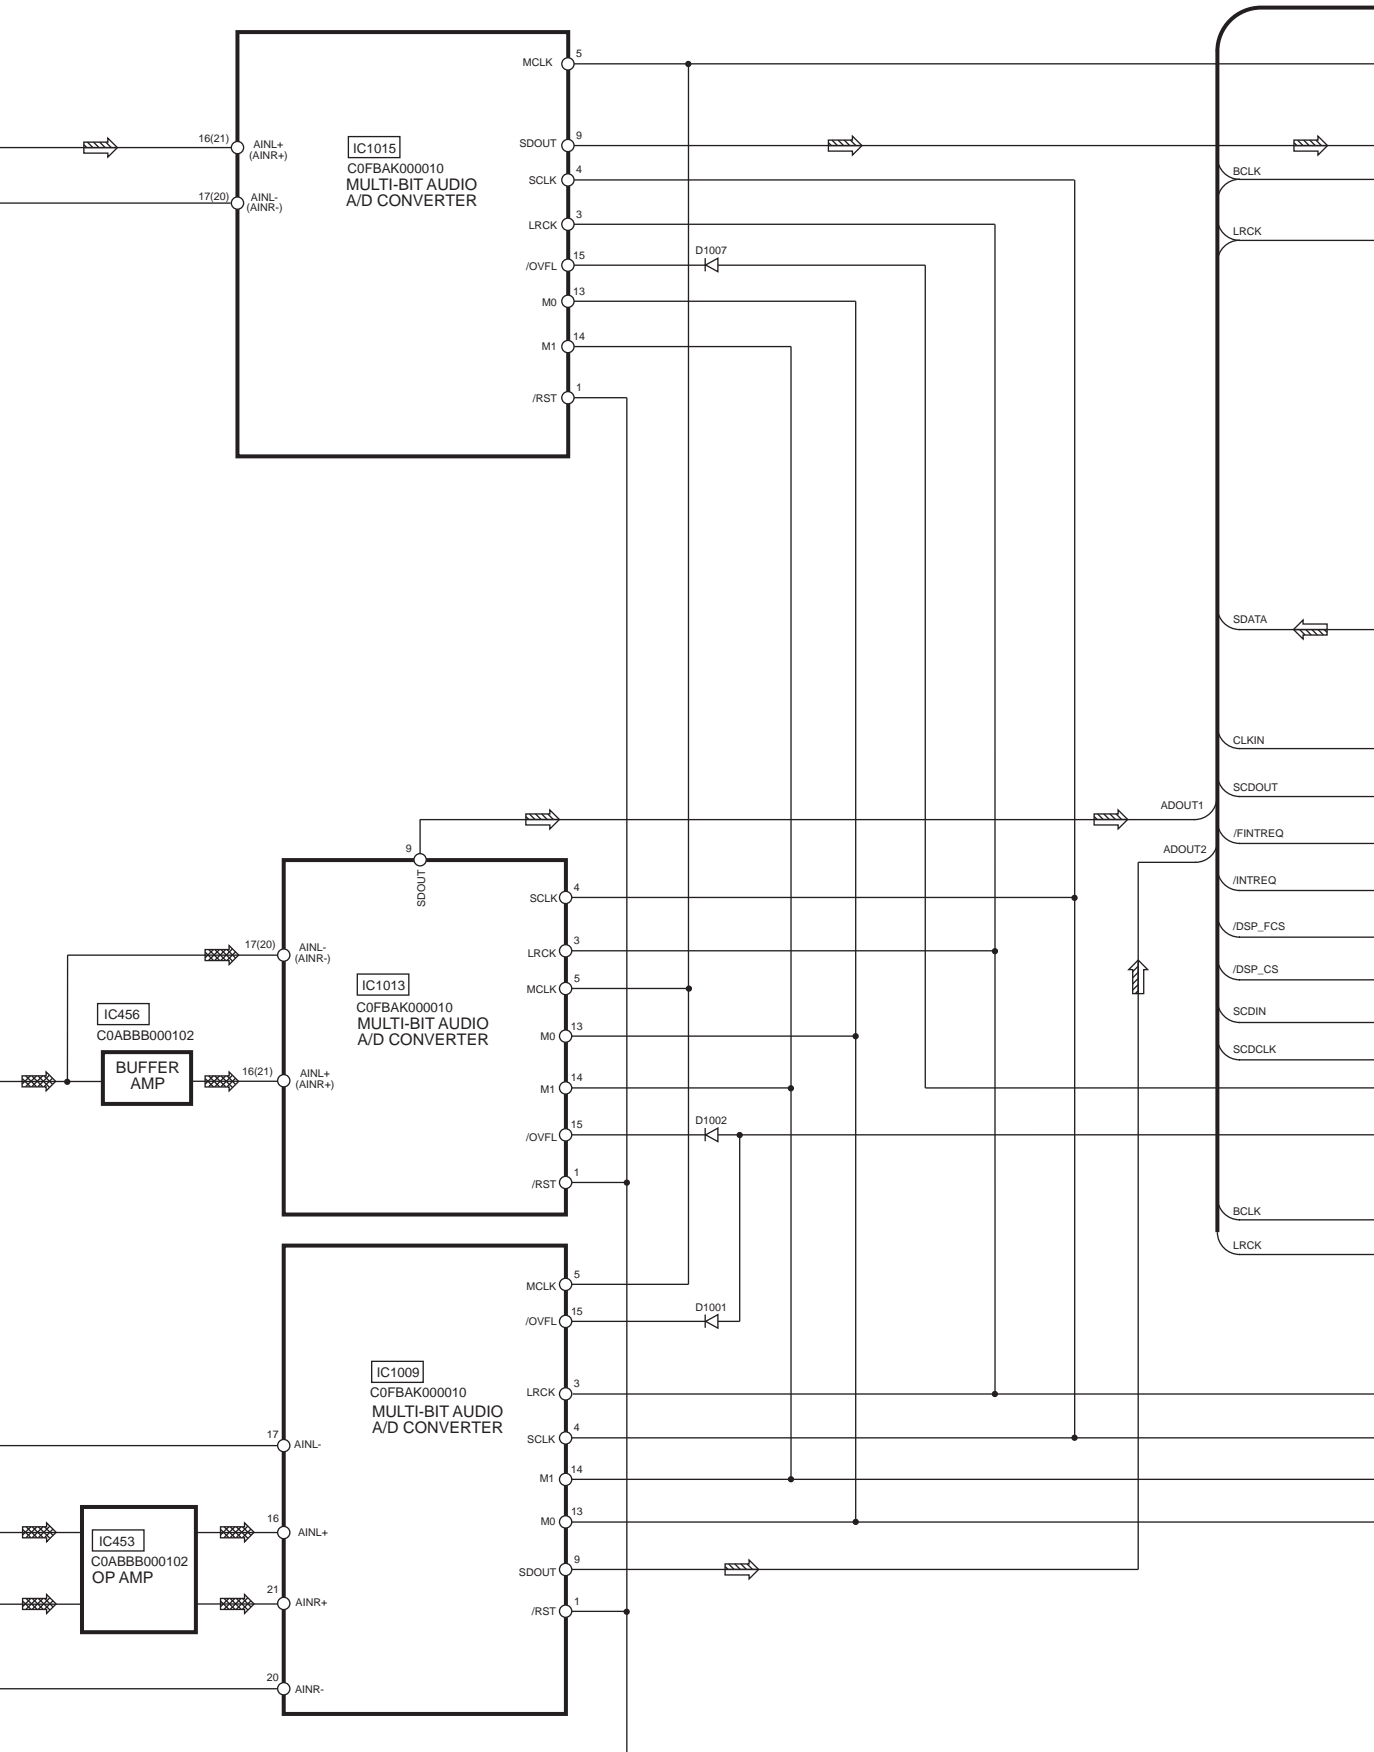 MCLK
5
16(21)
AINL+
(AINR+)
17(20)
AINL-
(AINR-)
IC1015
C0FBAK000010
MULTI-BIT AUDIO
A/D CONVERTER
SDOUT
9
SCLK
4
LRCK
3
/OVFL
15
D1007
M0
13
M1
14
/RST
1
BCLK
LRCK
SDATA
CLKIN
SCDOUT
ADOUT1
/FINTREQ
ADOUT2
/INTREQ
/DSP_FCS
/DSP_CS
SCDIN
SCDCLK
BCLK
LRCK
9
SDOUT
SCLK
4
17(20)
AINL-
(AINR-)
LRCK
3
IC1013
C0FBAK000010
MULTI-BIT AUDIO
A/D CONVERTER
MCLK
5
IC456
C0ABBB000102
BUFFER
AMP
M0
13
16(21)
AINL+
(AINR+)
M1
14
/OVFL
15
D1002
/RST
1
MCLK
5
/OVFL
15
D1001
IC1009
C0FBAK000010
MULTI-BIT AUDIO
A/D CONVERTER
LRCK
3
17
AINL-
SCLK
4
M1
14
16
AINL+
M0
13
IC453
C0ABBB000102
OP AMP
SDOUT
9
21
AINR+
/RST
1
20
AINR-